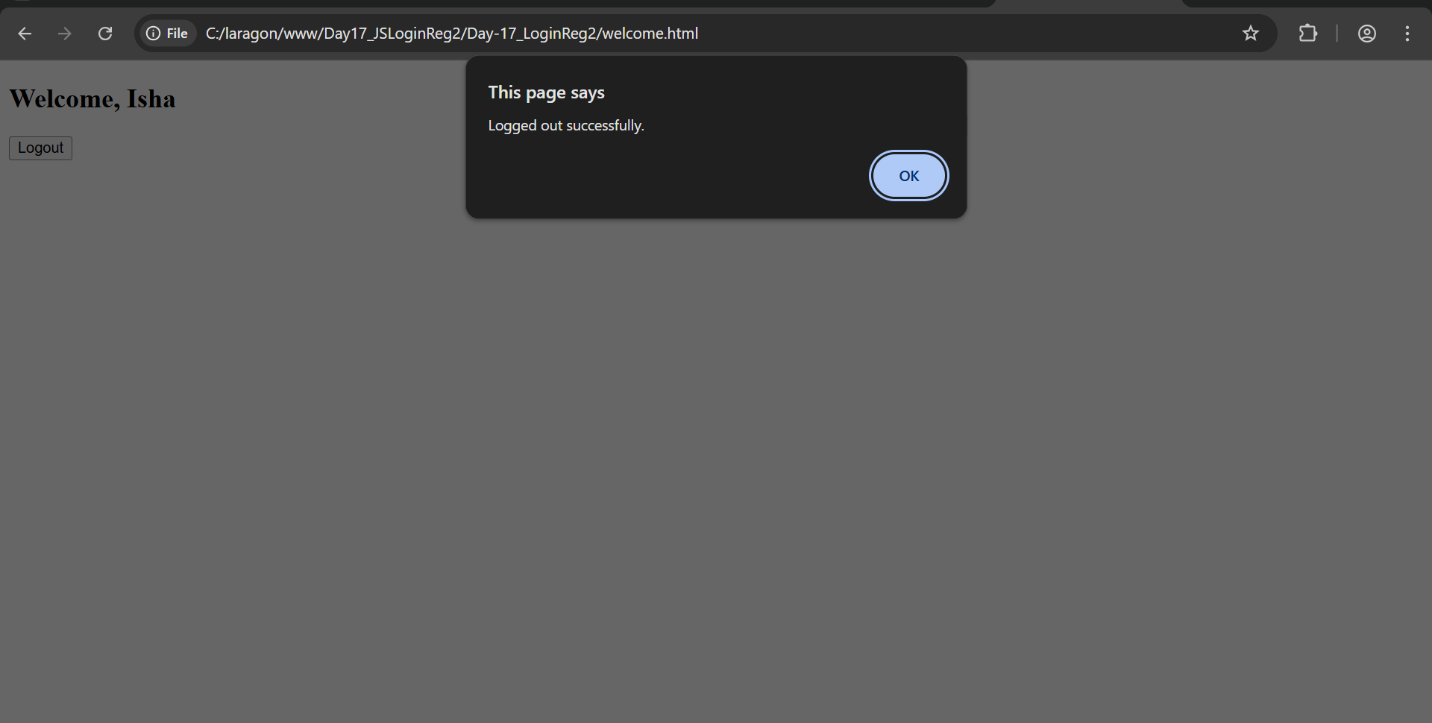 File C:/laragon/www/Day17_JSLoginReg2/Day-17_LoginReg2/welcome.html
Welcome, Isha
Logout
This page says
Logged out successfully.
OK